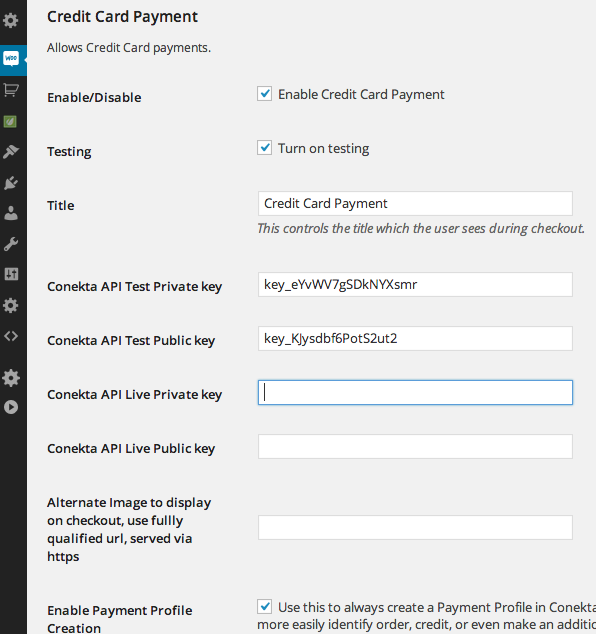 Credit Card Payment
Allows Credit Card payments.
WOO
Enable/Disable
Enable Credit Card Payment
Testing
Turn on testing
Title
Credit Card Payment
This controls the title which the user sees during checkout.
Conekta API Test Private key
key_eYvWV7gSDkNYXsmr
Conekta API Test Public key
key_KJysdbf6PotS2ut2
Conekta API Live Private key
Conekta API Live Public key
Alternate Image to display
on checkout, use fullly
qualified url, served via
https
Enable Payment Profile
Creation
Use this to always create a Payment Profile in Conekta
more easily identify order, credit, or even make an additic